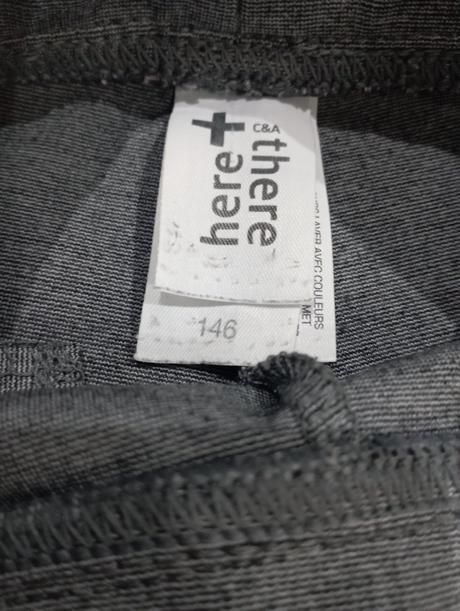 here+
C&A
there
146
LAVER AVEC COULEURS
MET